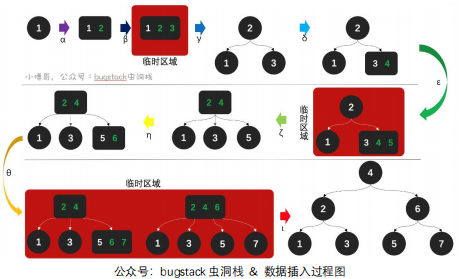 1 α 1 2 β 1 2 3 γ 2 δ 2
临时区域
1 3 1 3 4 ε
小傅哥,公众号:bugstack虫洞栈
2 4 η 2 4 ζ 临时区域 2
1 3 5 6 1 3 5 1 3 4 5
θ
临时区域 4
2 4 2 4 6 ι 2 6
1 3 5 6 7 1 3 5 7 1 3 5 7
公众号:bugstack 虫洞栈 & 数据插入过程图